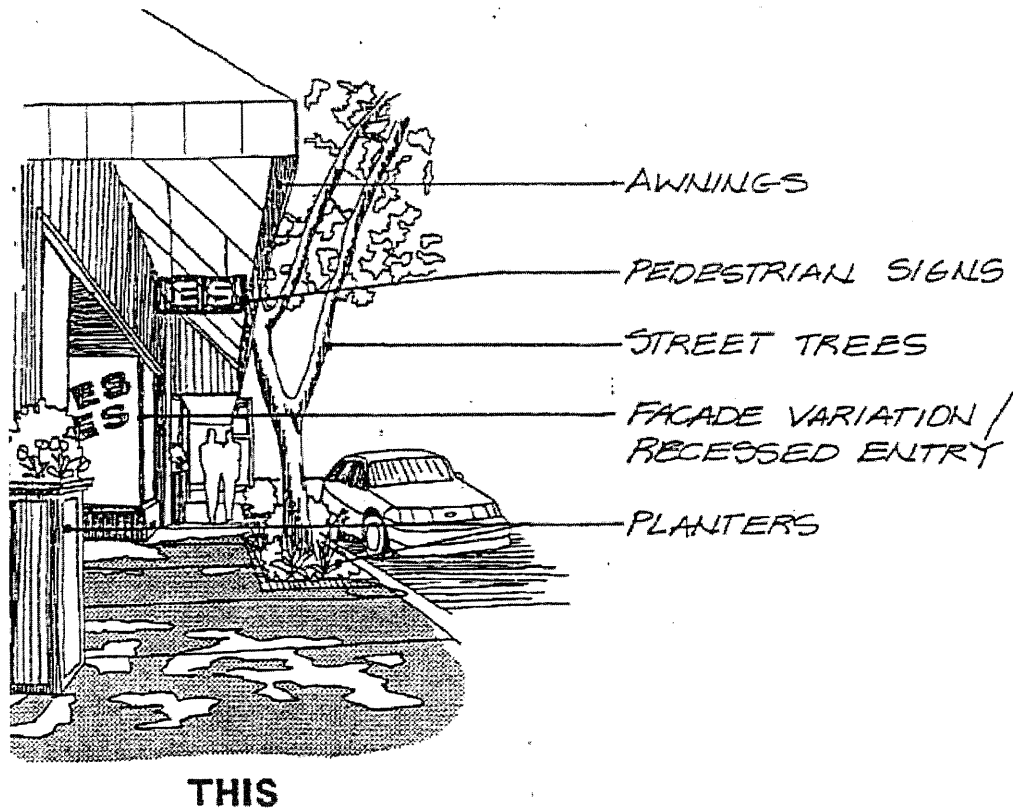 AWNINGS
PEDESTRIAN SIGNS
STREET TREES
FACADE VARIATION /
RECESSED ENTRY
PLANTERS
THIS